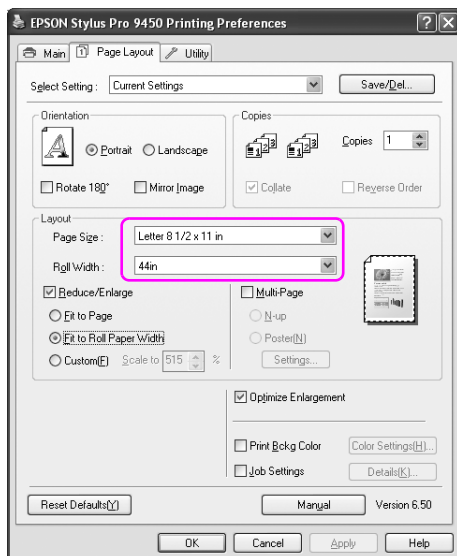 EPSON Stylus Pro 9450 Printing Preferences
Main Page Layout Utility
Select Setting : Current Settings Save/Del...
Orientation
A Portrait Landscape
Rotate 180° Mirror Image
Copies
Copies 1
Collate Reverse Order
Layout
Page Size : Letter 8 1/2 x 11 in
Roll Width : 44in
Reduce/Enlarge
Fit to Page
Fit to Roll Paper Width
Custom(F) Scale to 515 %
Multi-Page
N-up
Poster(N)
Settings...
Optimize Enlargement
Print Bckg Color Color Settings(H)...
Job Settings Details(K)...
Reset Defaults(Y) Manual Version 6.50
OK Cancel Apply Help